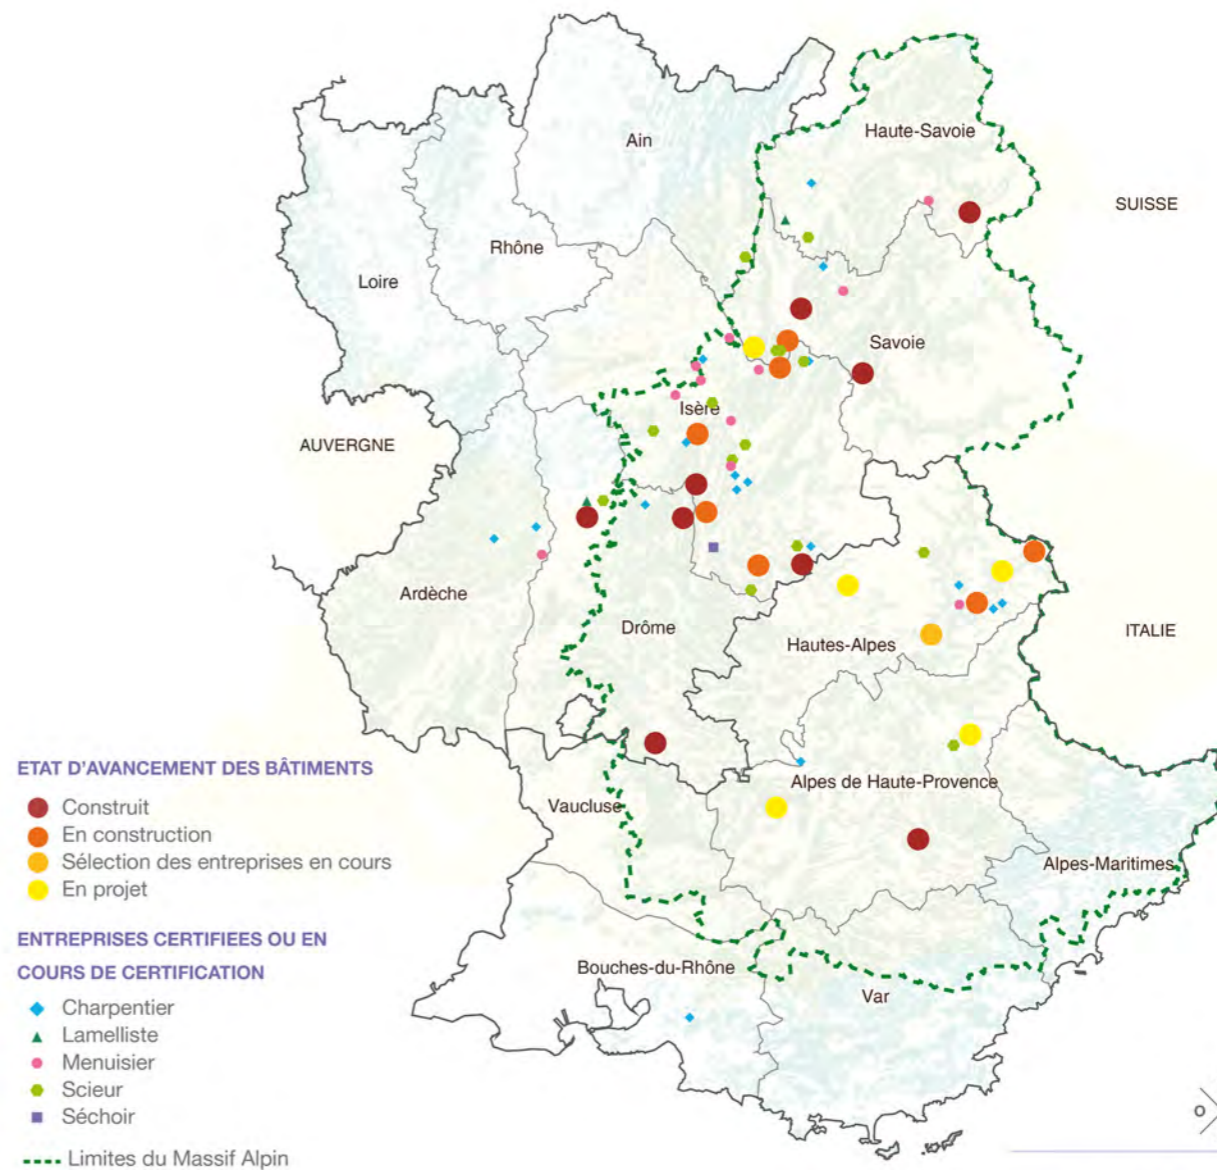 Ain
Haute-Savoie
SUISSE
Rhône
Loire
Savoie
Isère
AUVERGNE
Ardèche
Drôme
Hautes-Alpes
ITALIE
ETAT D'AVANCEMENT DES BÂTIMENTS
Construit
En construction
Sélection des entreprises en cours
En projet
Vaucluse
Alpes de Haute-Provence
Alpes-Maritimes
ENTREPRISES CERTIFIEES OU EN
COURS DE CERTIFICATION
Bouches-du-Rhône
Var
Charpentier
Lamelliste
Menuisier
Scieur
Séchoir
Limites du Massif Alpin
O